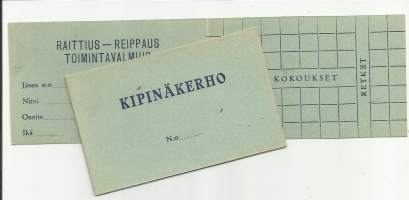 RAITTIUS — REIPPAUS
TOIMINTAVALMIUS
Jäsen n:o
Nimi
Osoite
Ikä
KOKOUKSET
RETKET
KIPINÄKERHO
N:o